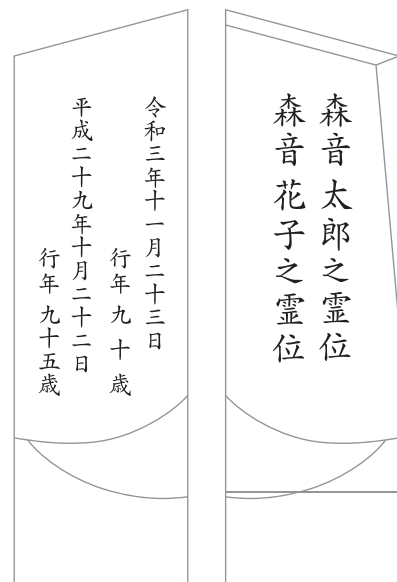 森音 太郎之霊位
森音 花子之霊位
令和三年十一月二十三日
行年 九十歳
平成二十九年十月二十二日
行年 九十五歳